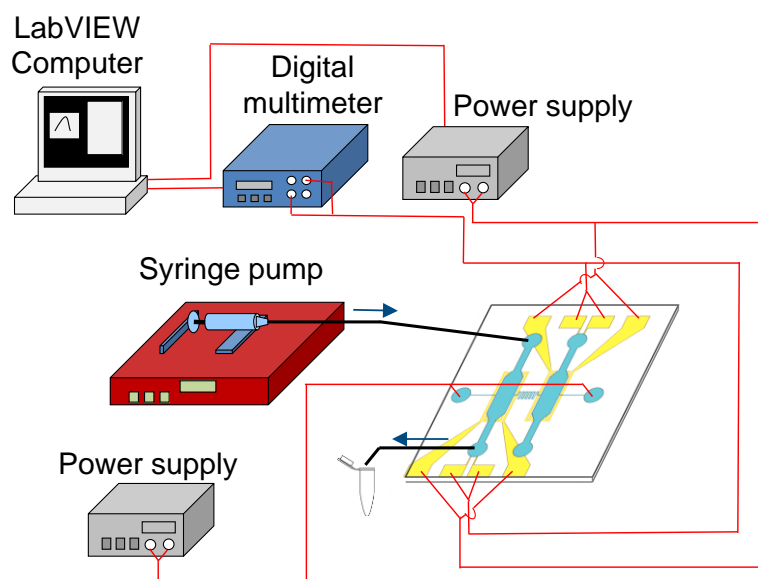 LabVIEW
Computer
Digital
multimeter
Power supply
Syringe pump
Power supply